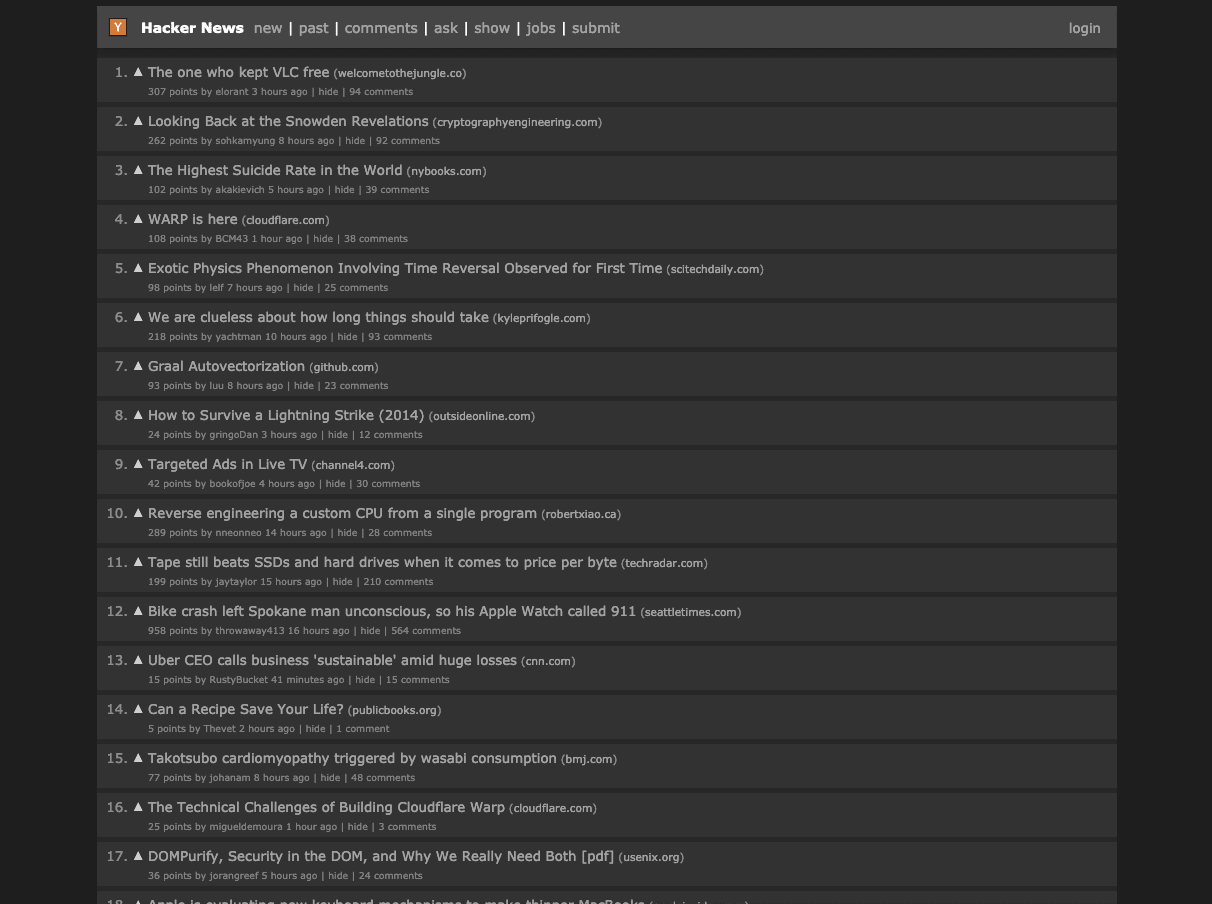 Y Hacker News new | past | comments | ask | show | jobs | submit login
1. ▲ The one who kept VLC free (welcometothejungle.co)
307 points by elorant 3 hours ago | hide | 94 comments
2. ▲ Looking Back at the Snowden Revelations (cryptographyengineering.com)
262 points by sohkamyung 8 hours ago | hide | 92 comments
3. ▲ The Highest Suicide Rate in the World (nybooks.com)
102 points by akakievich 5 hours ago | hide | 39 comments
4. ▲ WARP is here (cloudflare.com)
108 points by BCM43 1 hour ago | hide | 38 comments
5. ▲ Exotic Physics Phenomenon Involving Time Reversal Observed for First Time (scitechdaily.com)
98 points by lelf 7 hours ago | hide | 25 comments
6. ▲ We are clueless about how long things should take (kyleprifogle.com)
218 points by yachtman 10 hours ago | hide | 93 comments
7. ▲ Graal Autovectorization (github.com)
93 points by luu 8 hours ago | hide | 23 comments
8. ▲ How to Survive a Lightning Strike (2014) (outsideonline.com)
24 points by gringoDan 3 hours ago | hide | 12 comments
9. ▲ Targeted Ads in Live TV (channel4.com)
42 points by bookofjoe 4 hours ago | hide | 30 comments
10. ▲ Reverse engineering a custom CPU from a single program (robertxiao.ca)
289 points by nneonneo 14 hours ago | hide | 28 comments
11. ▲ Tape still beats SSDs and hard drives when it comes to price per byte (techradar.com)
199 points by jaytaylor 15 hours ago | hide | 210 comments
12. ▲ Bike crash left Spokane man unconscious, so his Apple Watch called 911 (seattletimes.com)
958 points by throwaway413 16 hours ago | hide | 564 comments
13. ▲ Uber CEO calls business 'sustainable' amid huge losses (cnn.com)
15 points by RustyBucket 41 minutes ago | hide | 15 comments
14. ▲ Can a Recipe Save Your Life? (publicbooks.org)
5 points by Thevet 2 hours ago | hide | 1 comment
15. ▲ Takotsubo cardiomyopathy triggered by wasabi consumption (bmj.com)
77 points by johanam 8 hours ago | hide | 48 comments
16. ▲ The Technical Challenges of Building Cloudflare Warp (cloudflare.com)
25 points by migueldemoura 1 hour ago | hide | 3 comments
17. ▲ DOMPurify, Security in the DOM, and Why We Really Need Both [pdf] (usenix.org)
36 points by jorangreef 5 hours ago | hide | 24 comments
18. ▲ Apple is evaluating new keyboard mechanisms to make thinner MacBooks